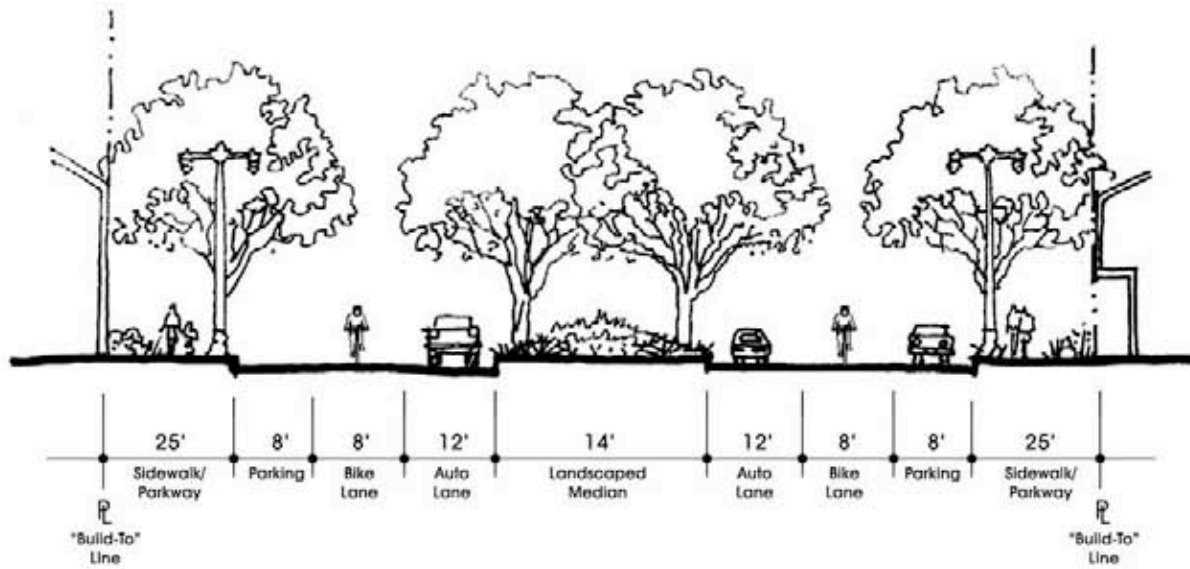 25' 8' 8' 12' 14' 12' 8' 8' 25'
Sidewalk/ Parking Bike Auto Landscaped Auto Bike Parking Sidewalk/
Parkway Lane Lane Median Lane Lane Parkway
PL PL
"Build-To" "Build-To"
Line Line